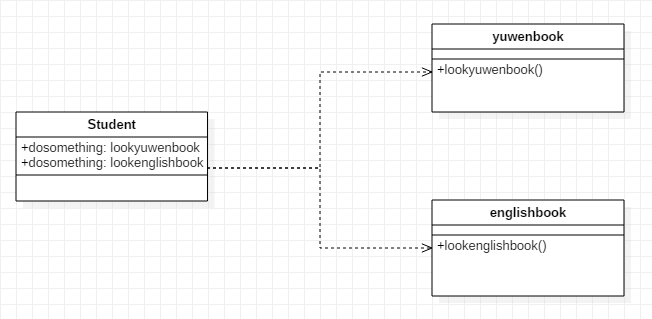 yuwenbook
+lookyuwenbook()
Student
+dosomething: lookyuwenbook
+dosomething: lookenglishbook
englishbook
+lookenglishbook()